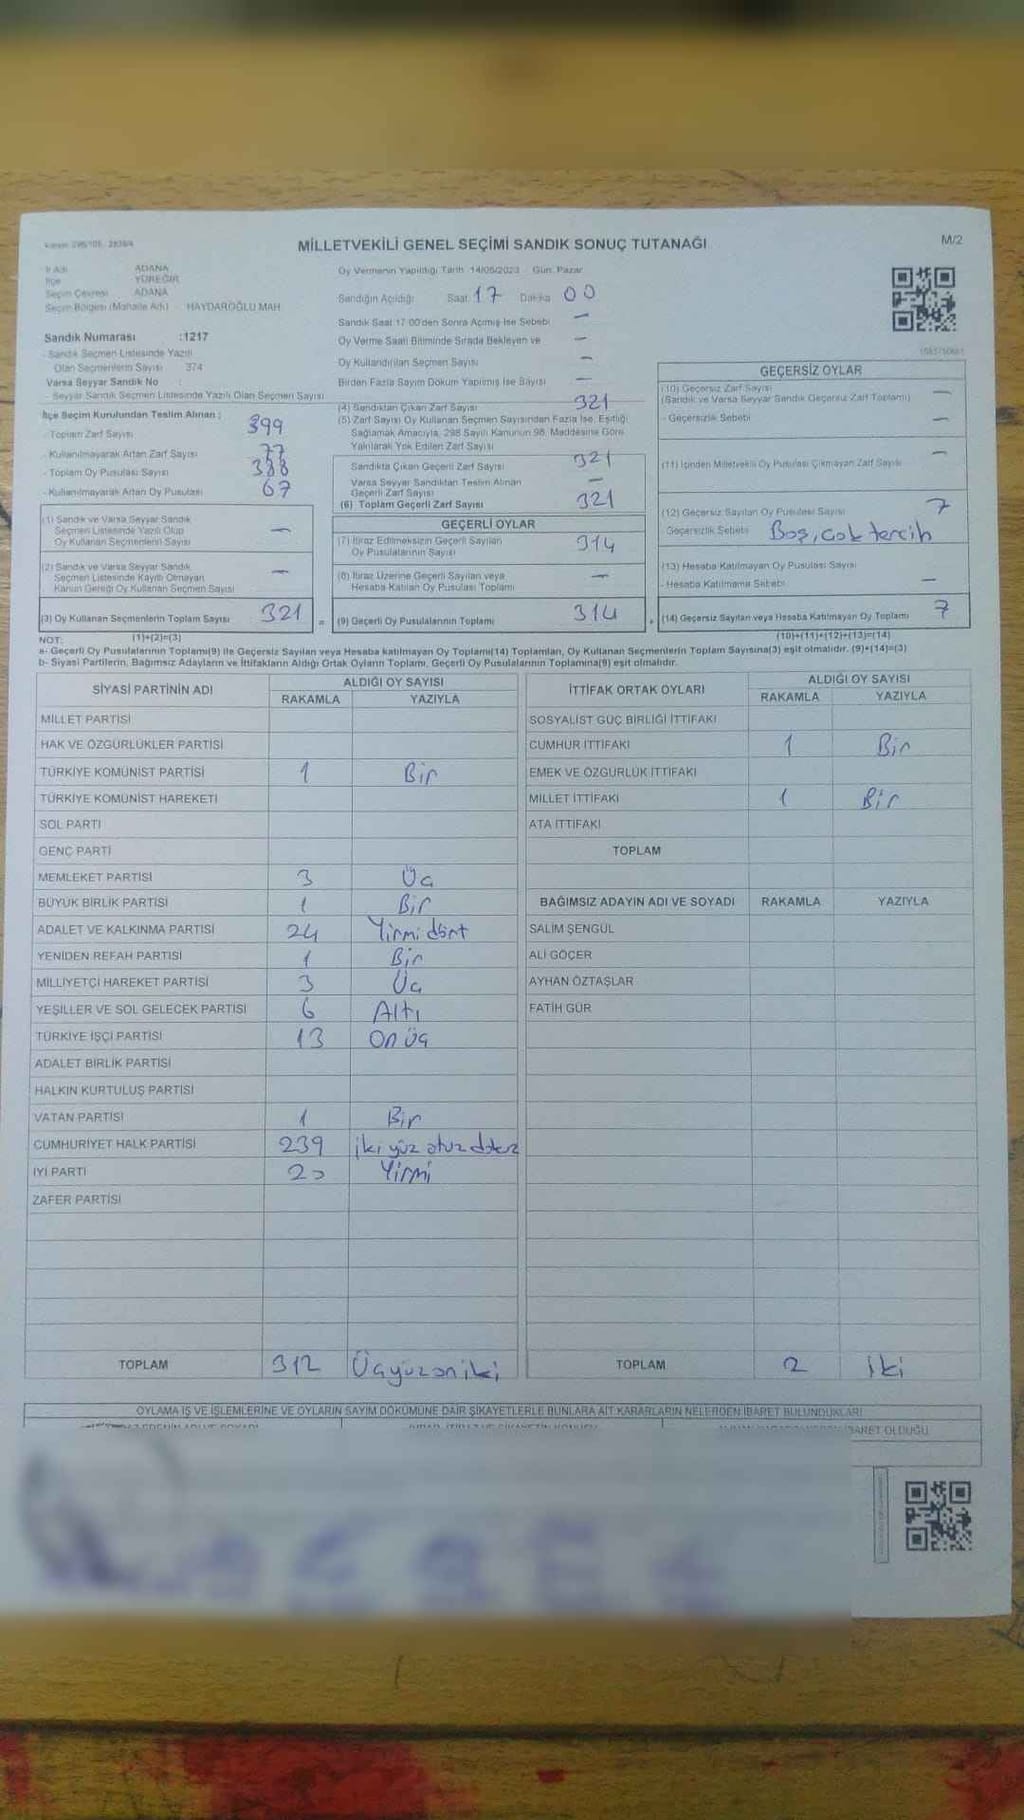 MİLLETVEKİLİ GENEL SEÇİMİ SANDIK SONUÇ TUTANAĞI
M/2
İl Adı ADANA
İlçe YÜREĞİR
Seçim Çevresi ADANA
Seçim Bölgesi (Mahalle Adı) HAYDAROĞLU MAH
Sandık Numarası :1217
- Sandık Seçmen Listesinde Yazılı
Olan Seçmenlerin Sayısı 374
Varsa Seyyar Sandık No :
- Seyyar Sandık Seçmen Listesinde Yazılı Olan Seçmen Sayısı
İlçe Seçim Kurulundan Teslim Alınan ;
- Toplam Zarf Sayısı 399
- Kullanılmayarak Artan Zarf Sayısı 77
- Toplam Oy Pusulası Sayısı 388
- Kullanılmayarak Artan Oy Pusulası 67
(1) Sandık ve Varsa Seyyar Sandık
Seçmen Listesinde Yazılı Olup
Oy Kullanan Seçmenlerin Sayısı —
(2) Sandık ve Varsa Seyyar Sandık
Seçmen Listesinde Kayıtlı Olmayan
Kanun Gereği Oy Kullanan Seçmen Sayısı —
(3) Oy Kullanan Seçmenlerin Toplam Sayısı 321 =
Oy Vermenin Yapıldığı Tarih 14/05/2023 Gün: Pazar
Sandığın Açıldığı Saat 17 Dakika 00
Sandık Saat 17:00'den Sonra Açılmış İse Sebebi —
Oy Verme Saati Bitiminde Sırada Bekleyen ve —
Oy Kullandırılan Seçmen Sayısı —
Birden Fazla Sayım Döküm Yapılmış İse Sayısı —
(4) Sandıktan Çıkan Zarf Sayısı 321
(5) Zarf Sayısı Oy Kullanan Seçmen Sayısından Fazla İse, Eşitliği
Sağlamak Amacıyla, 298 Sayılı Kanunun 98. Maddesine Göre
Yakılarak Yok Edilen Zarf Sayısı
Sandıkta Çıkan Geçerli Zarf Sayısı 321
Varsa Seyyar Sandıktan Teslim Alınan
Geçerli Zarf Sayısı —
(6) Toplam Geçerli Zarf Sayısı 321
GEÇERLİ OYLAR
(7) İtiraz Edilmeksizin Geçerli Sayılan
Oy Pusulalarının Sayısı 314
(8) İtiraz Üzerine Geçerli Sayılan veya
Hesaba Katılan Oy Pusulası Toplamı —
(9) Geçerli Oy Pusulalarının Toplamı 314 +
GEÇERSİZ OYLAR
(10) Geçersiz Zarf Sayısı
(Sandık ve Varsa Seyyar Sandık Geçersiz Zarf Toplamı) —
- Geçersizlik Sebebi —
(11) İçinden Milletvekili Oy Pusulası Çıkmayan Zarf Sayısı —
(12) Geçersiz Sayılan Oy Pusulası Sayısı 7
Geçersizlik Sebebi Boş, çok tercih
(13) Hesaba Katılmayan Oy Pusulası Sayısı
- Hesaba Katılmama Sebebi —
(14) Geçersiz Sayılan veya Hesaba Katılmayan Oy Toplamı 7
NOT: (1)+(2)=(3) (10)+(11)+(12)+(13)=(14)
a- Geçerli Oy Pusulalarının Toplamı(9) ile Geçersiz Sayılan veya Hesaba katılmayan Oy Toplamı(14) Toplamları, Oy Kullanan Seçmenlerin Toplam Sayısına(3) eşit olmalıdır. (9)+(14)=(3)
b- Siyasi Partilerin, Bağımsız Adayların ve İttifakların Aldığı Ortak Oyların Toplamı, Geçerli Oy Pusulalarının Toplamına(9) eşit olmalıdır.
SİYASİ PARTİNİN ADI ALDIĞI OY SAYISI
RAKAMLA YAZIYLA
MİLLET PARTİSİ
HAK VE ÖZGÜRLÜKLER PARTİSİ
TÜRKİYE KOMÜNİST PARTİSİ 1 Bir
TÜRKİYE KOMÜNİST HAREKETİ
SOL PARTİ
GENÇ PARTİ
MEMLEKET PARTİSİ 3 Üç
BÜYÜK BİRLİK PARTİSİ 1 Bir
ADALET VE KALKINMA PARTİSİ 24 Yirmi dört
YENİDEN REFAH PARTİSİ 1 Bir
MİLLİYETÇİ HAREKET PARTİSİ 3 Üç
YEŞİLLER VE SOL GELECEK PARTİSİ 6 Altı
TÜRKİYE İŞÇİ PARTİSİ 13 On üç
ADALET BİRLİK PARTİSİ
HALKIN KURTULUŞ PARTİSİ
VATAN PARTİSİ 1 Bir
CUMHURİYET HALK PARTİSİ 239 iki yüz otuz dokuz
İYİ PARTİ 20 Yirmi
ZAFER PARTİSİ
TOPLAM 312 Üçyüzoniki
İTTİFAK ORTAK OYLARI ALDIĞI OY SAYISI
RAKAMLA YAZIYLA
SOSYALİST GÜÇ BİRLİĞİ İTTİFAKI
CUMHUR İTTİFAKI 1 Bir
EMEK VE ÖZGÜRLÜK İTTİFAKI
MİLLET İTTİFAKI 1 Bir
ATA İTTİFAKI
TOPLAM
BAĞIMSIZ ADAYIN ADI VE SOYADI RAKAMLA YAZIYLA
SALİM ŞENGÜL
ALİ GÖÇER
AYHAN ÖZTAŞLAR
FATİH GÜR
TOPLAM 2 İki
OYLAMA İŞ VE İŞLEMLERİNE VE OYLARIN SAYIM DÖKÜMÜNE DAİR ŞİKAYETLERLE BUNLARA AİT KARARLARIN NELERDEN İBARET BULUNDUKLARI
İBARET OLDUĞU